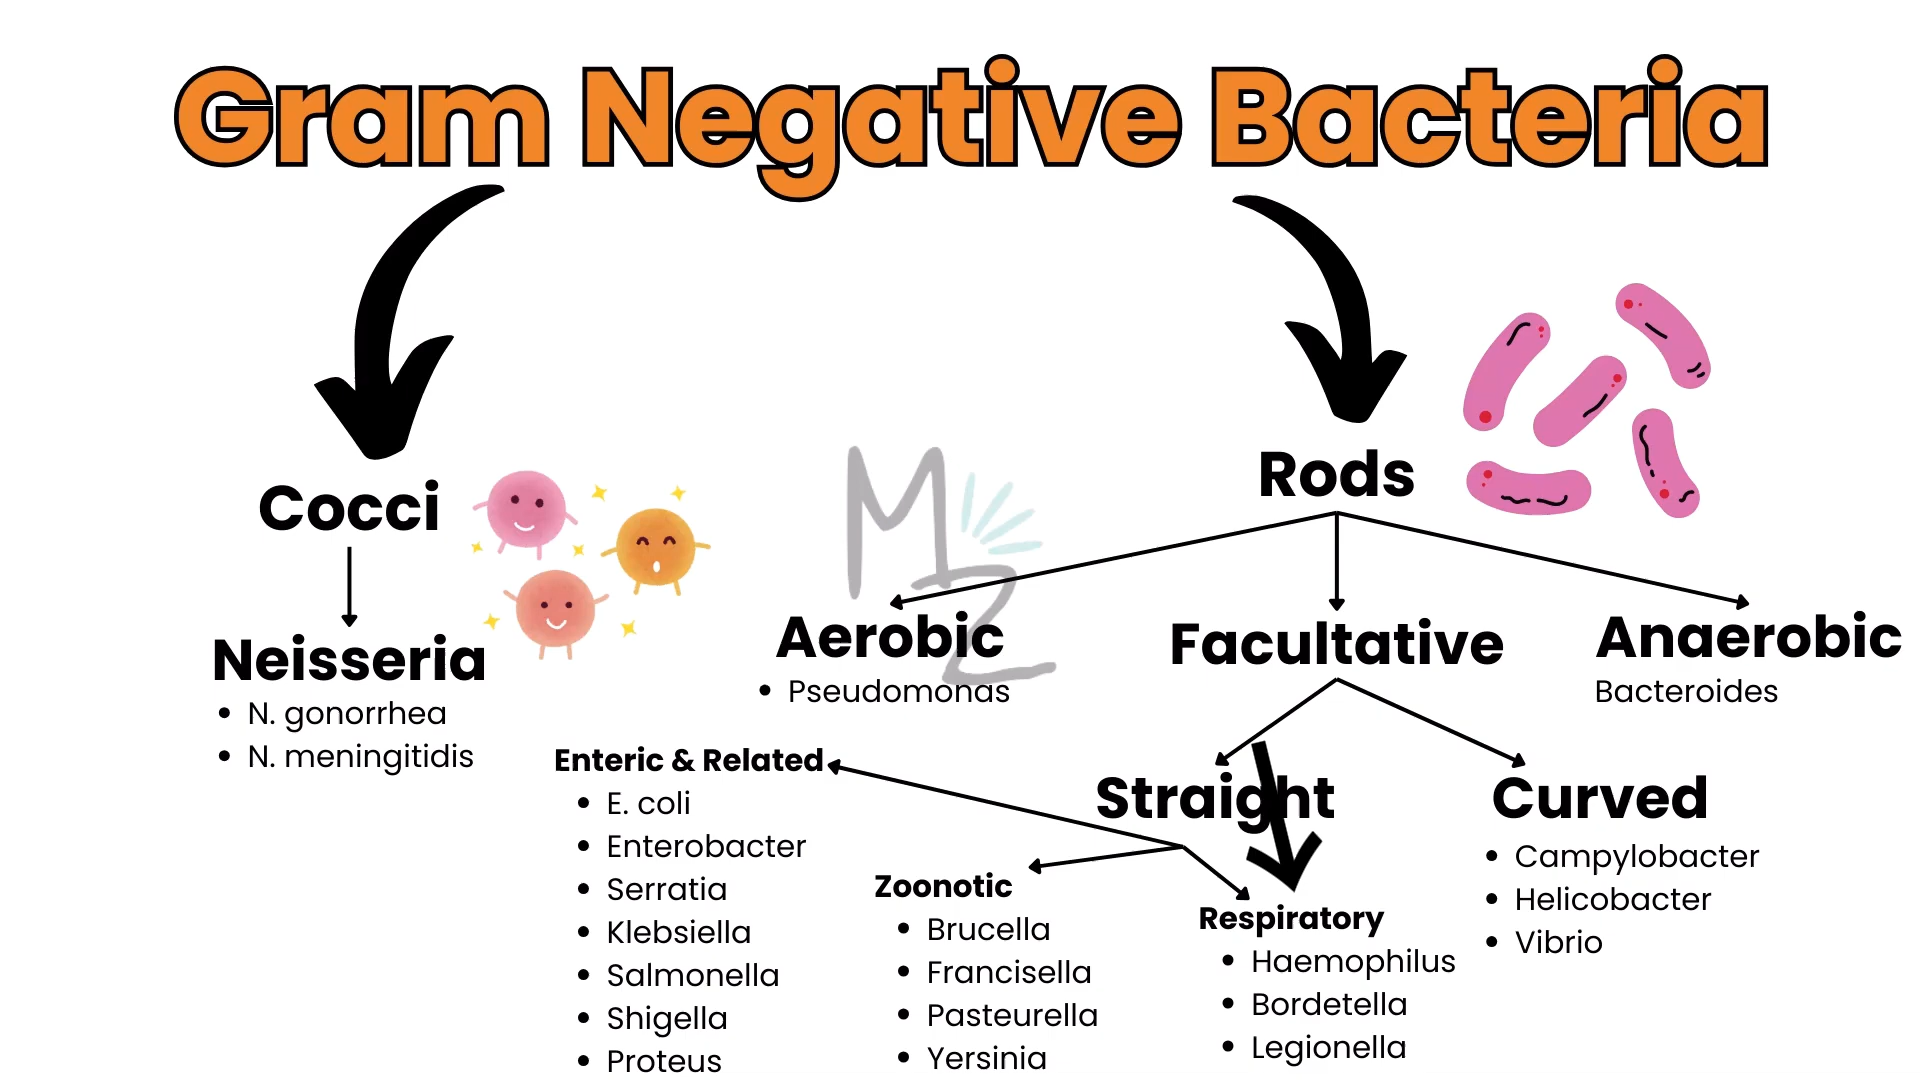 Gram Negative Bacteria
Cocci
Neisseria
• N. gonorrhea
• N. meningitidis
Rods
Aerobic
• Pseudomonas
Facultative
Anaerobic
Bacteroides
Straight
Curved
• Campylobacter
• Helicobacter
• Vibrio
Enteric & Related
• E. coli
• Enterobacter
• Serratia
• Klebsiella
• Salmonella
• Shigella
• Proteus
Zoonotic
• Brucella
• Francisella
• Pasteurella
• Yersinia
Respiratory
• Haemophilus
• Bordetella
• Legionella
MZ